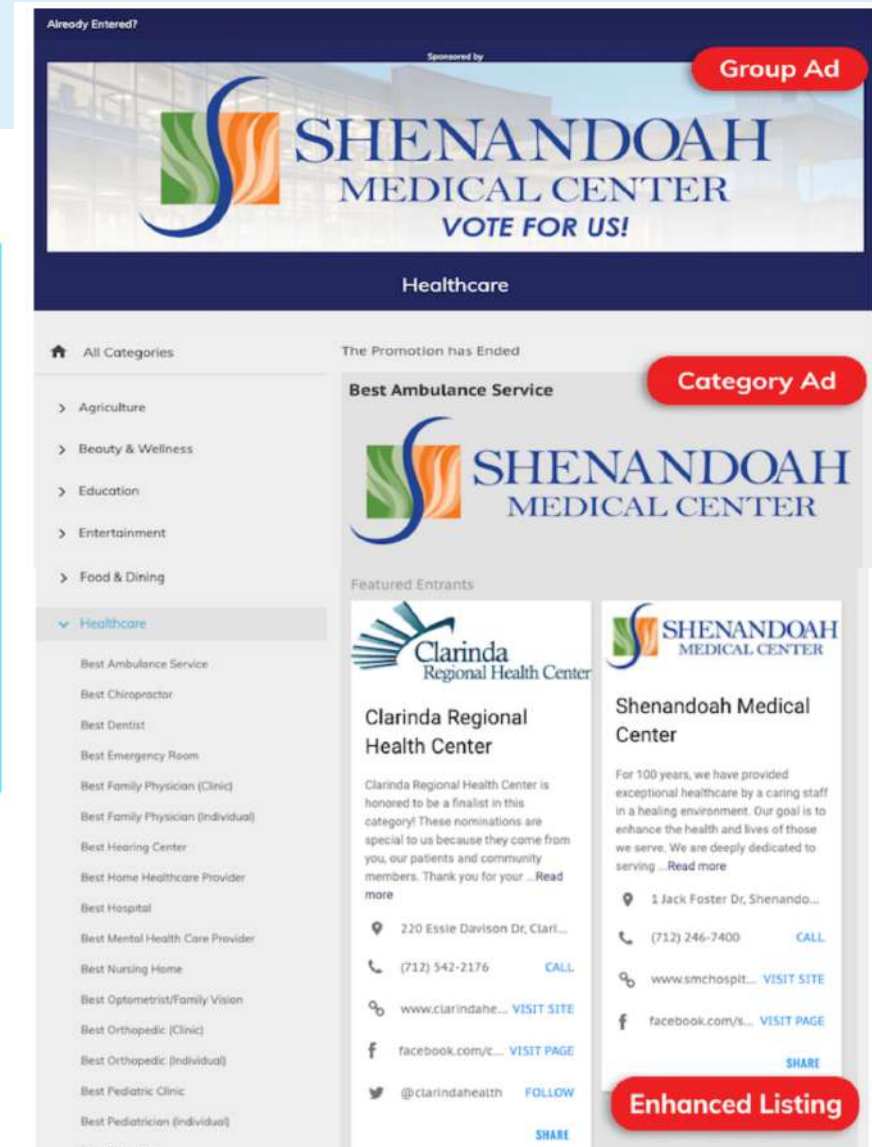 Already Entered?
Sponsored by
Group Ad
SHENANDOAH
MEDICAL CENTER
VOTE FOR US!
Healthcare
All Categories
Agriculture
Beauty & Wellness
Education
Entertainment
Food & Dining
Healthcare
Best Ambulance Service
Best Chiropractor
Best Dentist
Best Emergency Room
Best Family Physician (Clinic)
Best Family Physician (Individual)
Best Hearing Center
Best Home Healthcare Provider
Best Hospital
Best Mental Health Care Provider
Best Nursing Home
Best Optometrist/Family Vision
Best Orthopedic (Clinic)
Best Orthopedic (Individual)
Best Pediatric Clinic
Best Pediatrician (Individual)
The Promotion has Ended
Category Ad
Best Ambulance Service
SHENANDOAH
MEDICAL CENTER
Featured Entrants
Clarinda
Regional Health Center
Clarinda Regional
Health Center
Clarinda Regional Health Center is
honored to be a finalist in this
category! These nominations are
special to us because they come from
you, our patients and community
members. Thank you for your ...Read
more
220 Essie Davison Dr, Clari...
(712) 542-2176 CALL
www.clarindahe... VISIT SITE
facebook.com/c... VISIT PAGE
@clarindahealth FOLLOW
SHARE
SHENANDOAH
MEDICAL CENTER
Shenandoah Medical
Center
For 100 years, we have provided
exceptional healthcare by a caring staff
in a healing environment. Our goal is to
enhance the health and lives of those
we serve. We are deeply dedicated to
serving ...Read more
1 Jack Foster Dr, Shenando...
(712) 246-7400 CALL
www.smchospit... VISIT SITE
facebook.com/s... VISIT PAGE
SHARE
Enhanced Listing